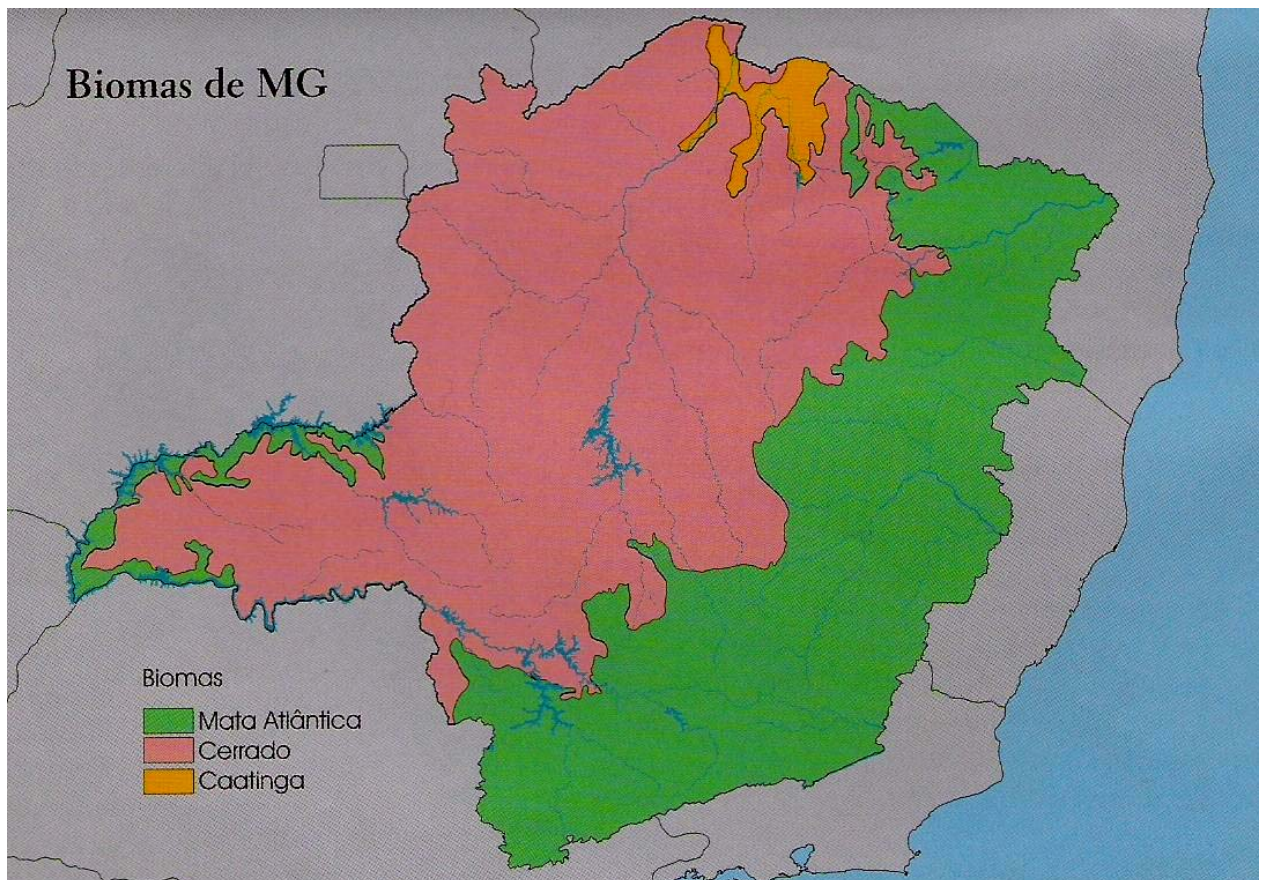 Biomas de MG
Biomas
Mata Atlântica
Cerrado
Caatinga